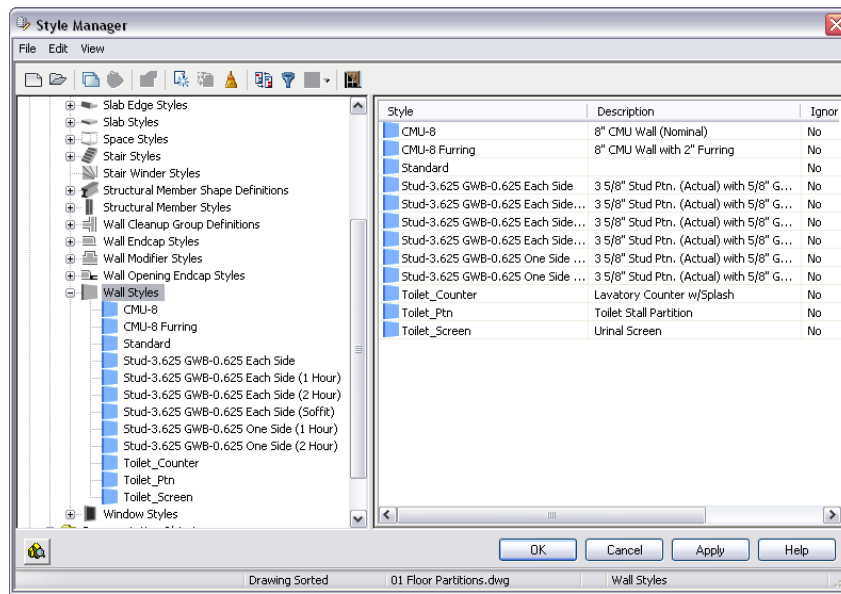 Style Manager
File Edit View
Slab Edge Styles
Slab Styles
Space Styles
Stair Styles
Stair Winder Styles
Structural Member Shape Definitions
Structural Member Styles
Wall Cleanup Group Definitions
Wall Endcap Styles
Wall Modifier Styles
Wall Opening Endcap Styles
Wall Styles
CMU-8
CMU-8 Furring
Standard
Stud-3.625 GWB-0.625 Each Side
Stud-3.625 GWB-0.625 Each Side (1 Hour)
Stud-3.625 GWB-0.625 Each Side (2 Hour)
Stud-3.625 GWB-0.625 Each Side (Soffit)
Stud-3.625 GWB-0.625 One Side (1 Hour)
Stud-3.625 GWB-0.625 One Side (2 Hour)
Toilet_Counter
Toilet_Ptn
Toilet_Screen
Window Styles
Style Description Ignor
CMU-8 8" CMU Wall (Nominal) No
CMU-8 Furring 8" CMU Wall with 2" Furring No
Standard No
Stud-3.625 GWB-0.625 Each Side 3 5/8" Stud Ptn. (Actual) with 5/8" G... No
Stud-3.625 GWB-0.625 Each Side... 3 5/8" Stud Ptn. (Actual) with 5/8" G... No
Stud-3.625 GWB-0.625 Each Side... 3 5/8" Stud Ptn. (Actual) with 5/8" G... No
Stud-3.625 GWB-0.625 Each Side... 3 5/8" Stud Ptn. (Actual) with 5/8" G... No
Stud-3.625 GWB-0.625 One Side ... 3 5/8" Stud Ptn. (Actual) with 5/8" G... No
Stud-3.625 GWB-0.625 One Side ... 3 5/8" Stud Ptn. (Actual) with 5/8" G... No
Toilet_Counter Lavatory Counter w/Splash No
Toilet_Ptn Toilet Stall Partition No
Toilet_Screen Urinal Screen No
OK Cancel Apply Help
Drawing Sorted 01 Floor Partitions.dwg Wall Styles